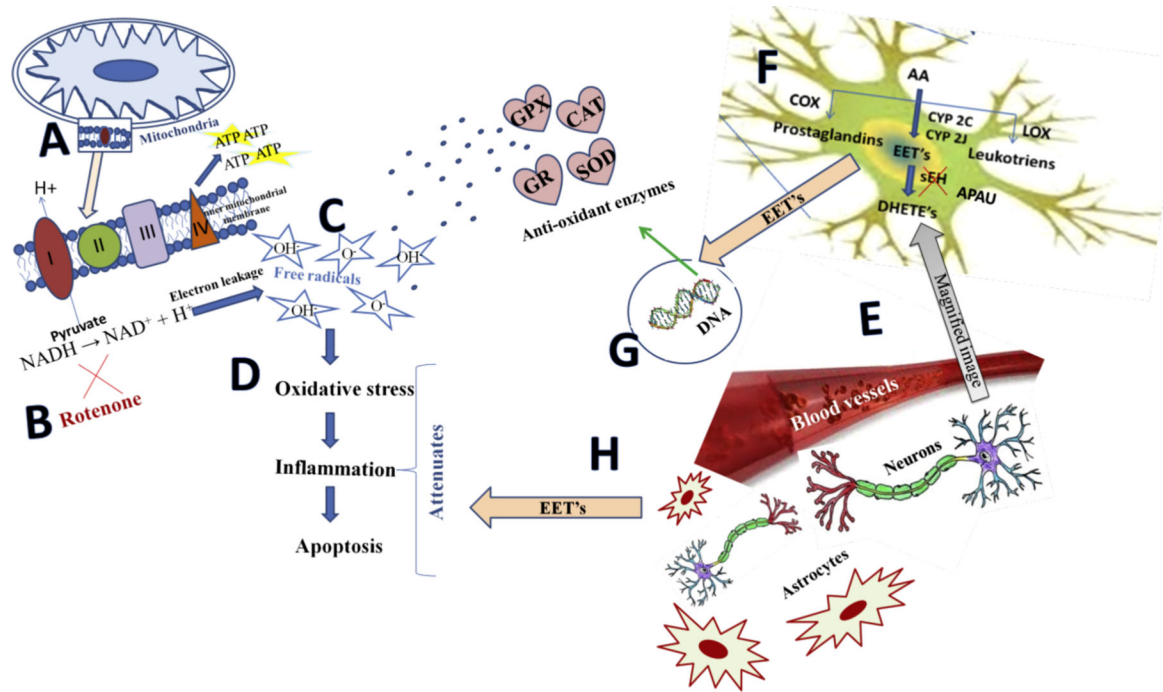 A
Mitochondria
ATP ATP
ATP ATP
H+
I
II
III
IV
inner mitochondrial
membrane
Pyruvate
NADH → NAD⁺ + H⁺
Electron leakage
B
Rotenone
C
OH⁻
O⁻
OH
Free radicals
OH⁻
O⁻
GPX
CAT
GR
SOD
Anti-oxidant enzymes
D
Oxidative stress
Inflammation
Apoptosis
Attenuates
EET's
F
AA
COX
CYP 2C
CYP 2J
LOX
Prostaglandins
EET's
Leukotriens
sEH
APAU
DHETE's
EET's
G
DNA
E
Magnified image
Blood vessels
Neurons
H
Astrocytes